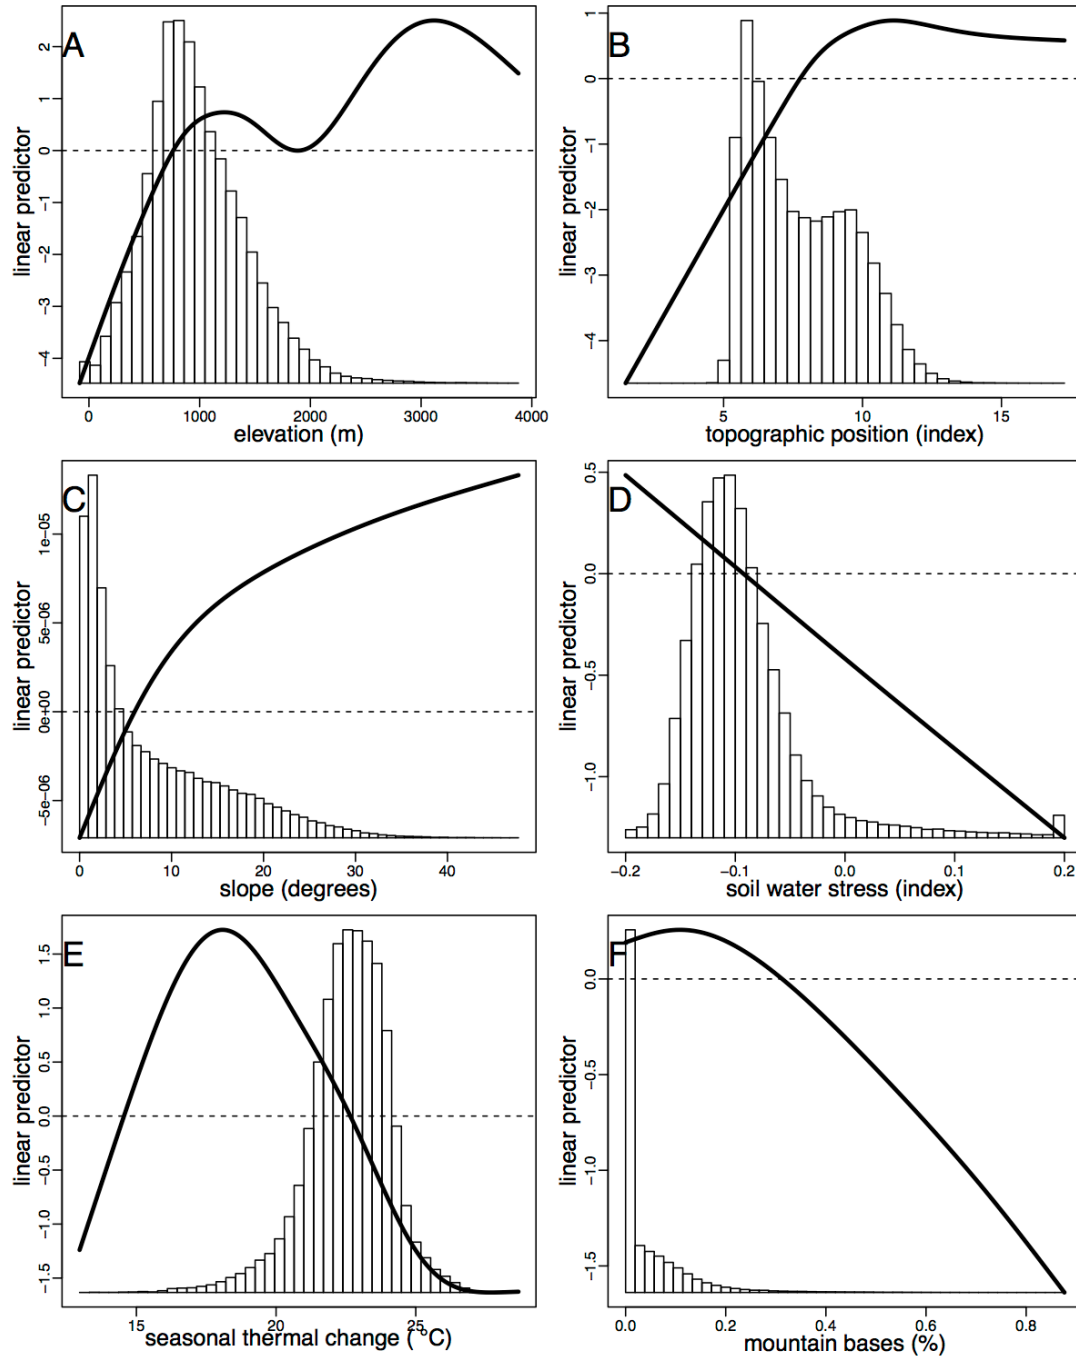 A
linear predictor
2
1
0
−1
−2
−3
−4
0 1000 2000 3000 4000
elevation (m)
B
linear predictor
1
0
−1
−2
−3
−4
5 10 15
topographic position (index)
C
linear predictor
1e−05
5e−06
0e+00
−5e−06
0 10 20 30 40
slope (degrees)
D
linear predictor
0.5
0.0
−0.5
−1.0
−0.2 −0.1 0.0 0.1 0.2
soil water stress (index)
E
linear predictor
1.5
1.0
0.5
0.0
−0.5
−1.0
−1.5
15 20 25
seasonal thermal change (°C)
F
linear predictor
0.0
−0.5
−1.0
−1.5
0.0 0.2 0.4 0.6 0.8
mountain bases (%)